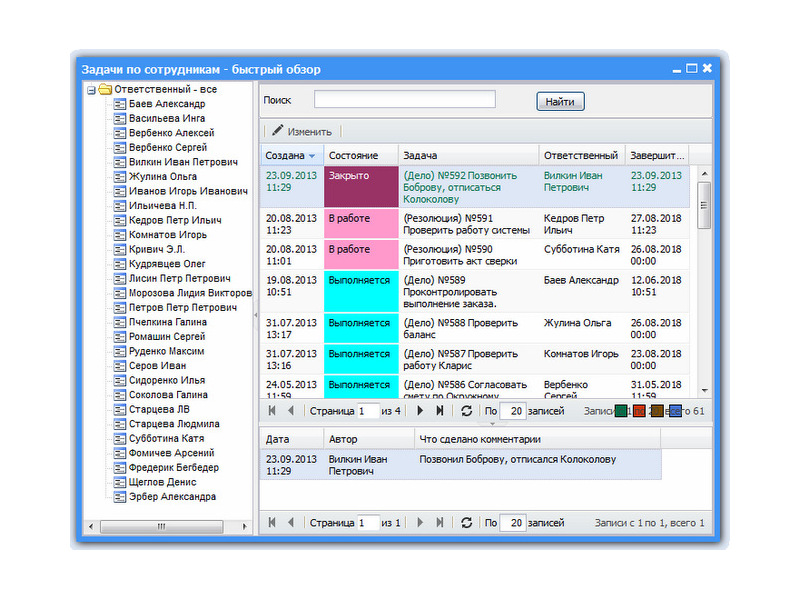 Задачи по сотрудникам - быстрый обзор
Ответственный - все
Баев Александр
Васильева Инга
Вербенко Алексей
Вербенко Сергей
Вилкин Иван Петрович
Жулина Ольга
Иванов Игорь Иванович
Ильичева Н.П.
Кедров Петр Ильич
Комнатов Игорь
Кривич Э.Л.
Кудрявцев Олег
Лисин Петр Петрович
Морозова Лидия Викторов
Петров Петр Петрович
Пчелкина Галина
Ромашин Сергей
Руденко Максим
Серов Иван
Сидоренко Илья
Соколова Галина
Старцева ЛВ
Старцева Людмила
Субботина Катя
Фомичев Арсений
Фредерик Бегбедер
Щеглов Денис
Эрбер Александра
Поиск
Найти
Изменить
Создана Состояние Задача Ответственный Завершит...
23.09.2013 Закрыто (Дело) №592 Позвонить Вилкин Иван 23.09.2013
11:29 Боброву, отписаться Петрович 11:29
Колоколову
20.08.2013 В работе (Резолюция) №591 Кедров Петр 27.08.2018
11:23 Проверить работу системы Ильич 11:23
20.08.2013 В работе (Резолюция) №590 Субботина Катя 26.08.2018
11:01 Приготовить акт сверки 00:00
19.08.2013 Выполняется (Дело) №589 Баев Александр 12.06.2018
10:51 Проконтролировать 10:51
выполнение заказа.
31.07.2013 Выполняется (Дело) №588 Проверить Жулина Ольга 26.08.2018
13:17 баланс 00:00
31.07.2013 Выполняется (Дело) №587 Проверить Комнатов Игорь 23.08.2018
13:16 работу Кларис 00:00
24.05.2013 Выполняется (Дело) №586 Согласовать Вербенко 31.05.2018
11:59 смету по Окружному Сергей 11:59
Страница 1 из 4 По 20 записей Записи 61
Дата Автор Что сделано комментарии
23.09.2013 Вилкин Иван Позвонил Боброву, отписался Колоколову
11:29 Петрович
Страница 1 из 1 По 20 записей Записи с 1 по 1, всего 1